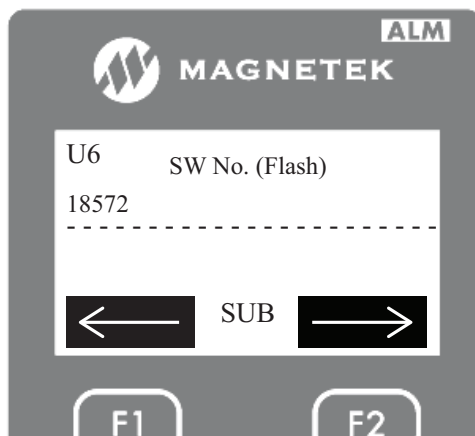 ALM
MAGNETEK
U6 SW No. (Flash)
18572
SUB
F1 F2